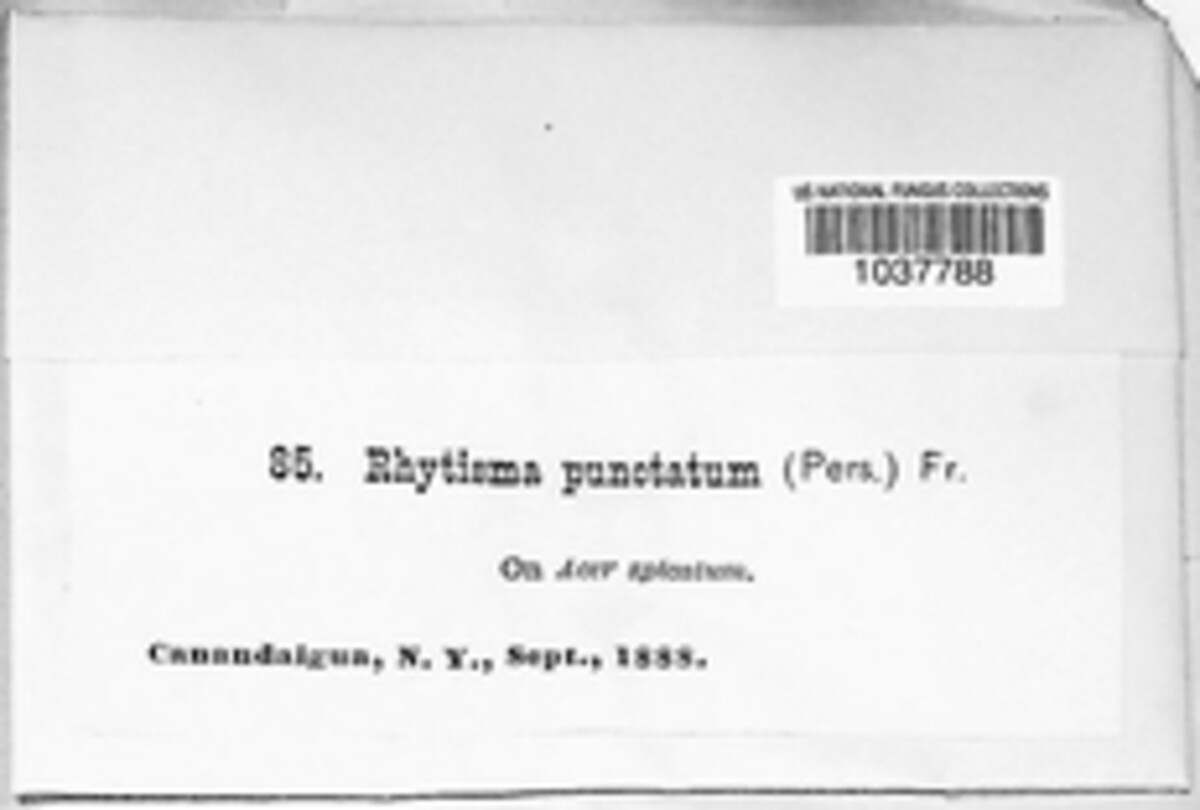 US NATIONAL FUNGUS COLLECTIONS
1037788
85. Rhytisma punctatum (Pers.) Fr.
On Acer spicatum.
Canandaigua, N. Y., Sept., 1888.